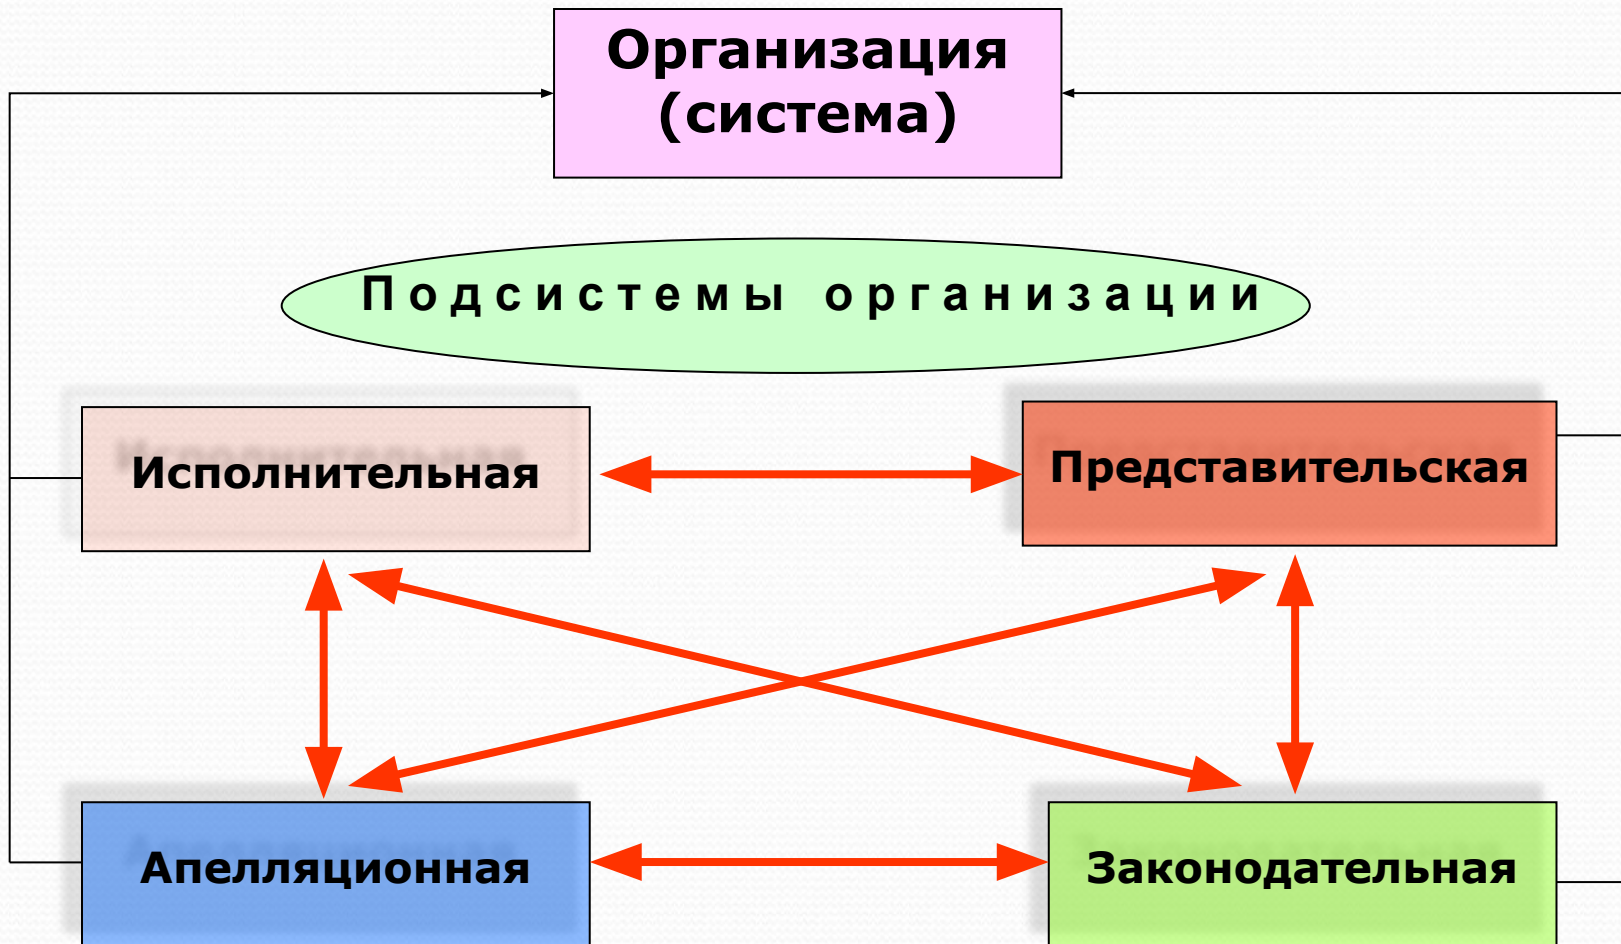 Организация
(система)
Подсистемы организации
Исполнительная
Представительская
Апелляционная
Законодательная